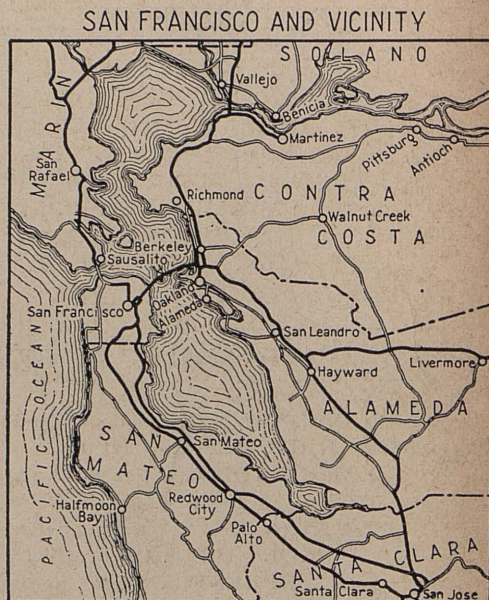 SAN FRANCISCO AND VICINITY
SOLANO
Vallejo
Benicia
MARIN
Martinez
Pittsburg
Antioch
San
Rafael
Richmond
CONTRA
COSTA
Walnut Creek
Berkeley
Sausalito
Oakland
Alameda
San Francisco
San Leandro
PACIFIC OCEAN
Hayward
Livermore
ALAMEDA
SAN
MATEO
San Mateo
Redwood
City
Halfmoon
Bay
Palo
Alto
SANTA CLARA
Santa Clara
San Jose